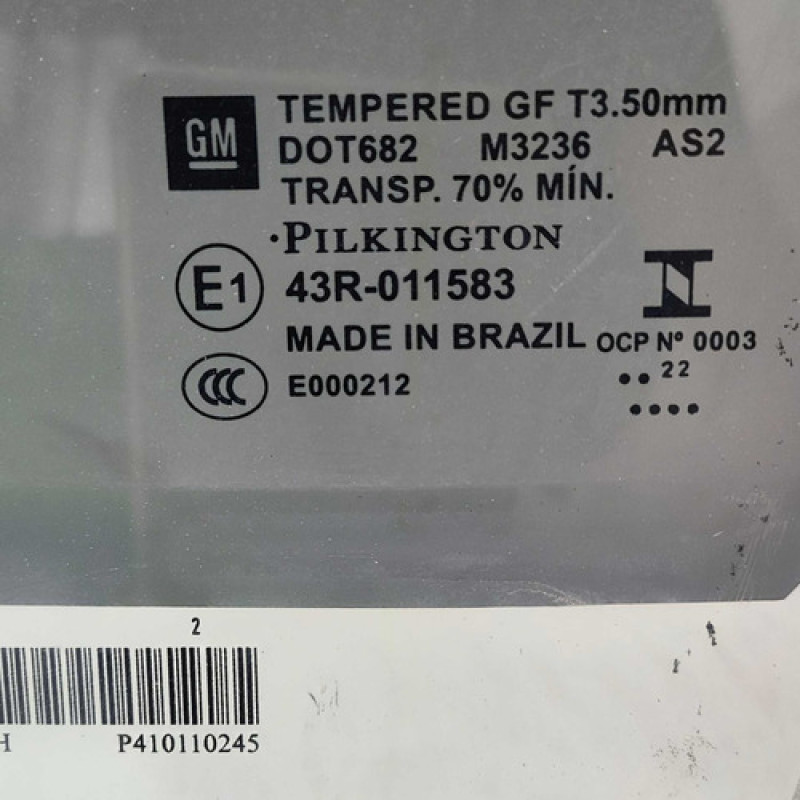 GM
TEMPERED GF T3.50mm
DOT682 M3236 AS2
TRANSP. 70% MÍN.
·PILKINGTON
E1 43R-011583
MADE IN BRAZIL OCP Nº 0003
CCC E000212
•• 22
••••
2
H P410110245